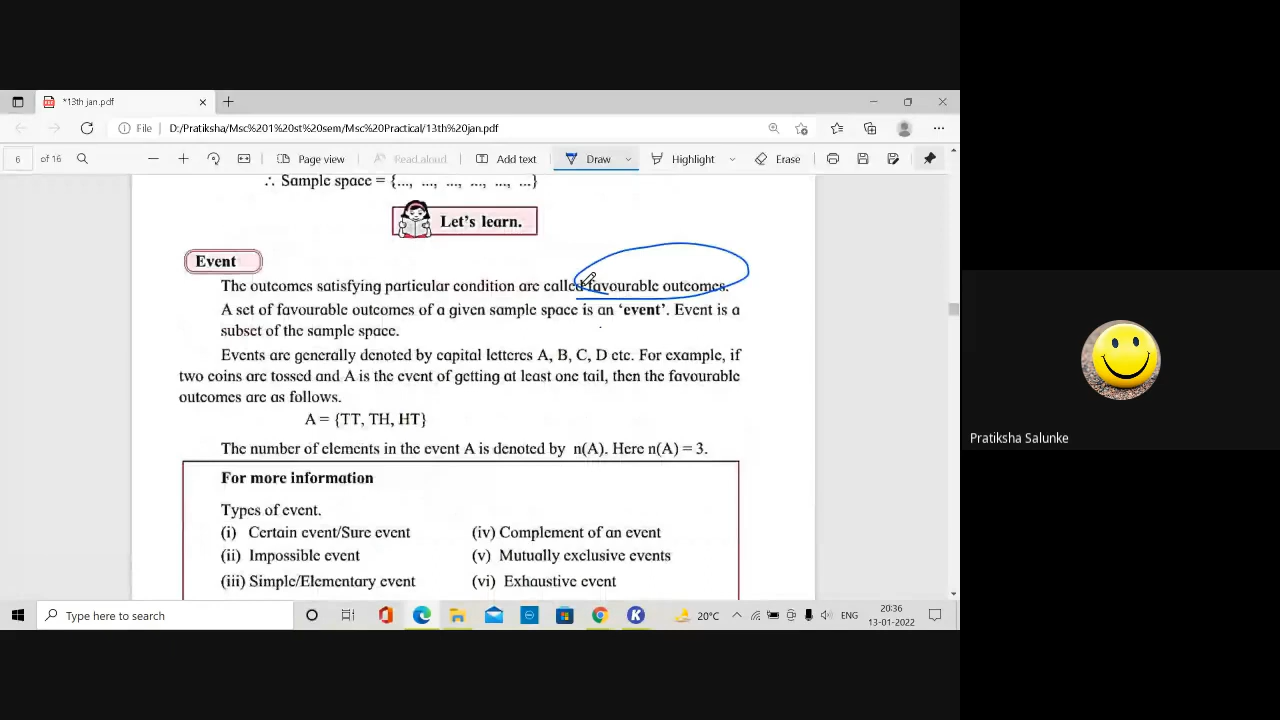 *13th jan.pdf
File D:/Pratiksha/Msc%201%20st%20sem/Msc%20Practical/13th%20jan.pdf
6 of 16 Page view Read aloud Add text Draw Highlight Erase
∴ Sample space = {..., ..., ..., ..., ..., ...}
Let's learn.
Event
The outcomes satisfying particular condition are called favourable outcomes.
A set of favourable outcomes of a given sample space is an ‘event’. Event is a
subset of the sample space.
Events are generally denoted by capital letteres A, B, C, D etc. For example, if
two coins are tossed and A is the event of getting at least one tail, then the favourable
outcomes are as follows.
A = {TT, TH, HT}
The number of elements in the event A is denoted by n(A). Here n(A) = 3.
For more information
Types of event.
(i) Certain event/Sure event
(ii) Impossible event
(iii) Simple/Elementary event
(iv) Complement of an event
(v) Mutually exclusive events
(vi) Exhaustive event
Type here to search
20°C
ENG
20:36
13-01-2022
Pratiksha Salunke